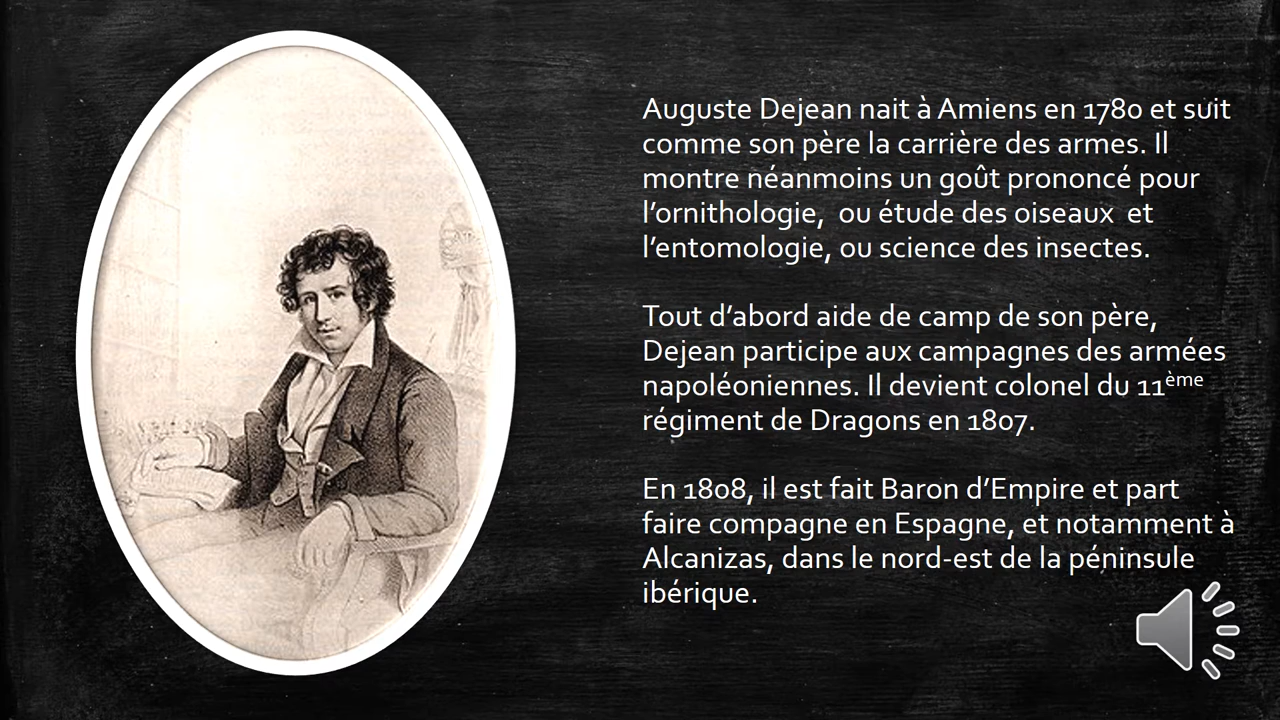 Auguste Dejean nait à Amiens en 1780 et suit
comme son père la carrière des armes. Il
montre néanmoins un goût prononcé pour
l’ornithologie,  ou étude des oiseaux  et
l’entomologie, ou science des insectes.
Tout d’abord aide de camp de son père,
Dejean participe aux campagnes des armées
napoléoniennes. Il devient colonel du 11ème
régiment de Dragons en 1807.
En 1808, il est fait Baron d’Empire et part
faire compagne en Espagne, et notamment à
Alcanizas, dans le nord-est de la péninsule
ibérique.